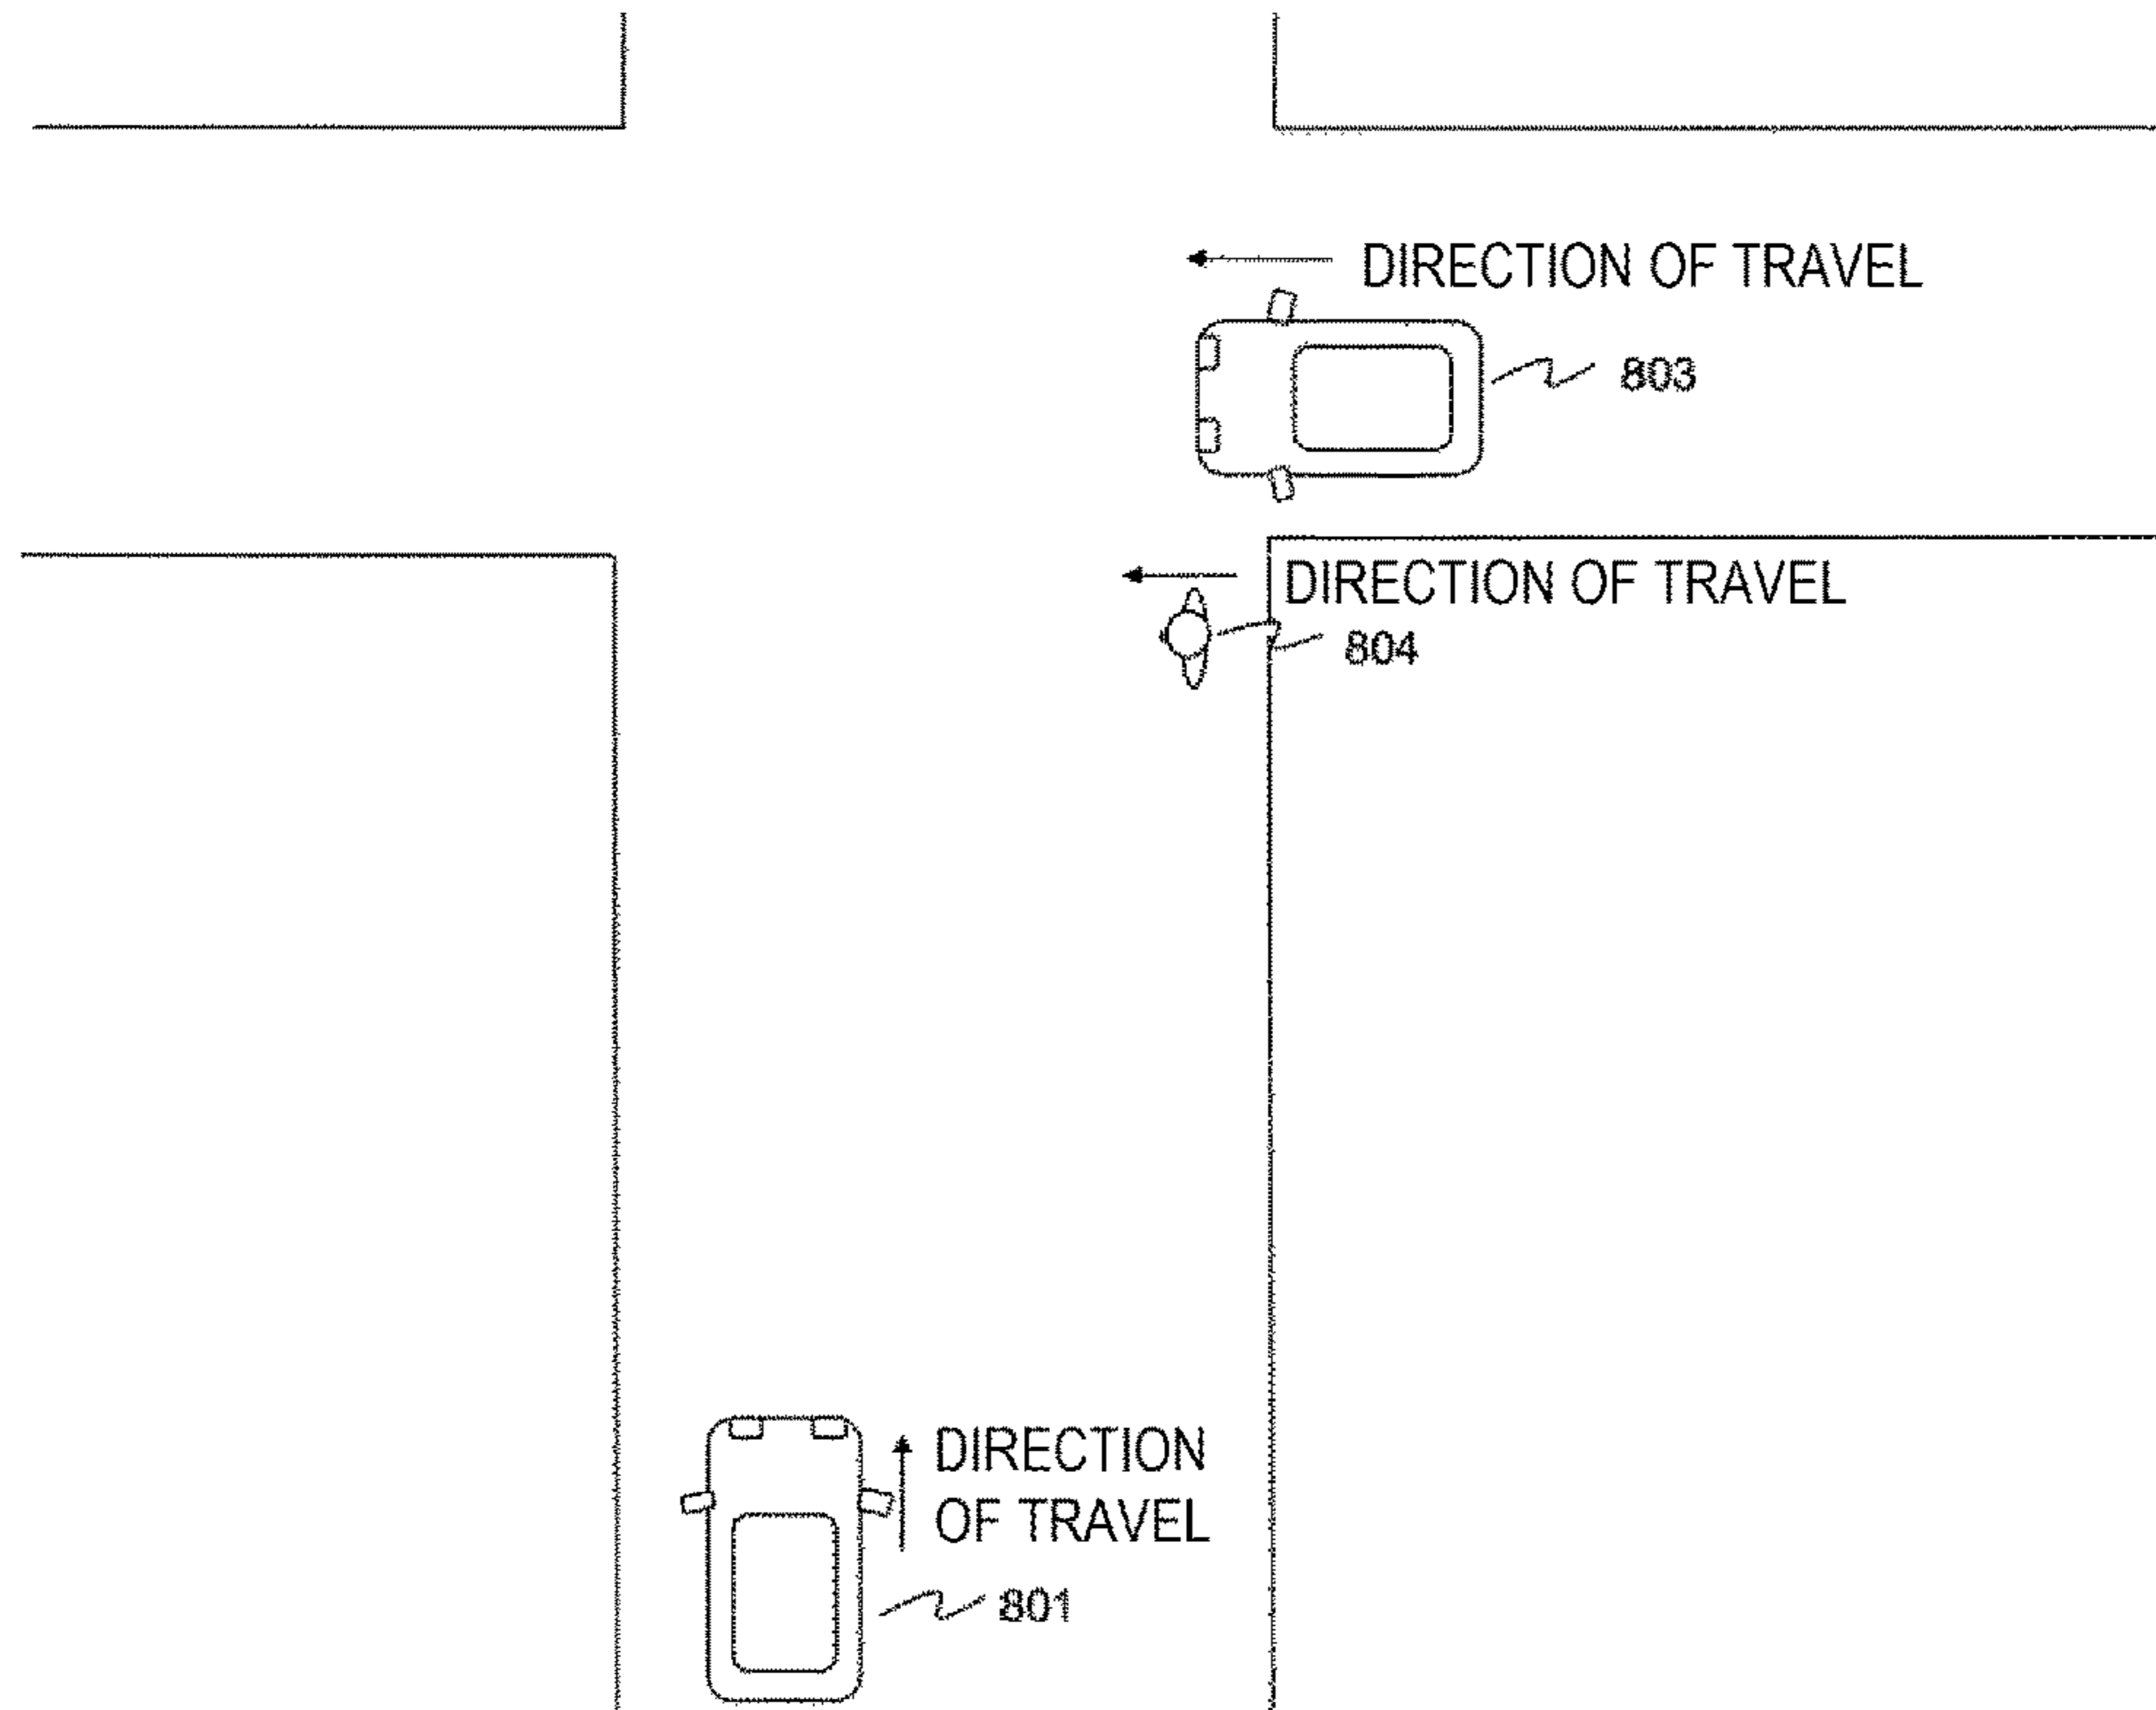 DIRECTION OF TRAVEL
803
DIRECTION OF TRAVEL
804
DIRECTION
OF TRAVEL
801